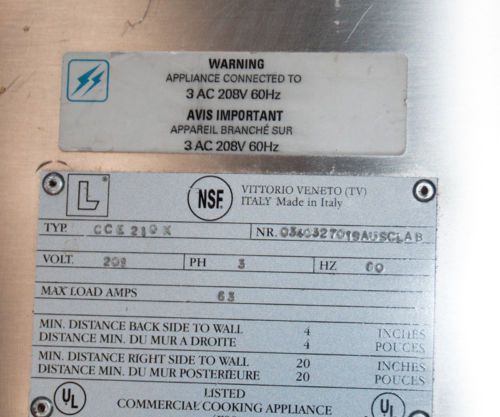 WARNING
APPLIANCE CONNECTED TO
3 AC 208V 60Hz
AVIS IMPORTANT
APPAREIL BRANCHÉ SUR
3 AC 208V 60Hz
L NSF VITTORIO VENETO (TV)
ITALY Made in Italy
TYP. CCE 210 X NR.
VOLT. 208 PH 3 HZ 60
MAX LOAD AMPS 63
MIN. DISTANCE BACK SIDE TO WALL 4 INCHES
DISTANCE MIN. DU MUR A DROITE 4 POUCES
MIN. DISTANCE RIGHT SIDE TO WALL 20 INCHES
DISTANCE MIN. DU MUR POSTERIEURE 20 POUCES
UL LISTED UL
COMMERCIAL COOKING APPLIANCE